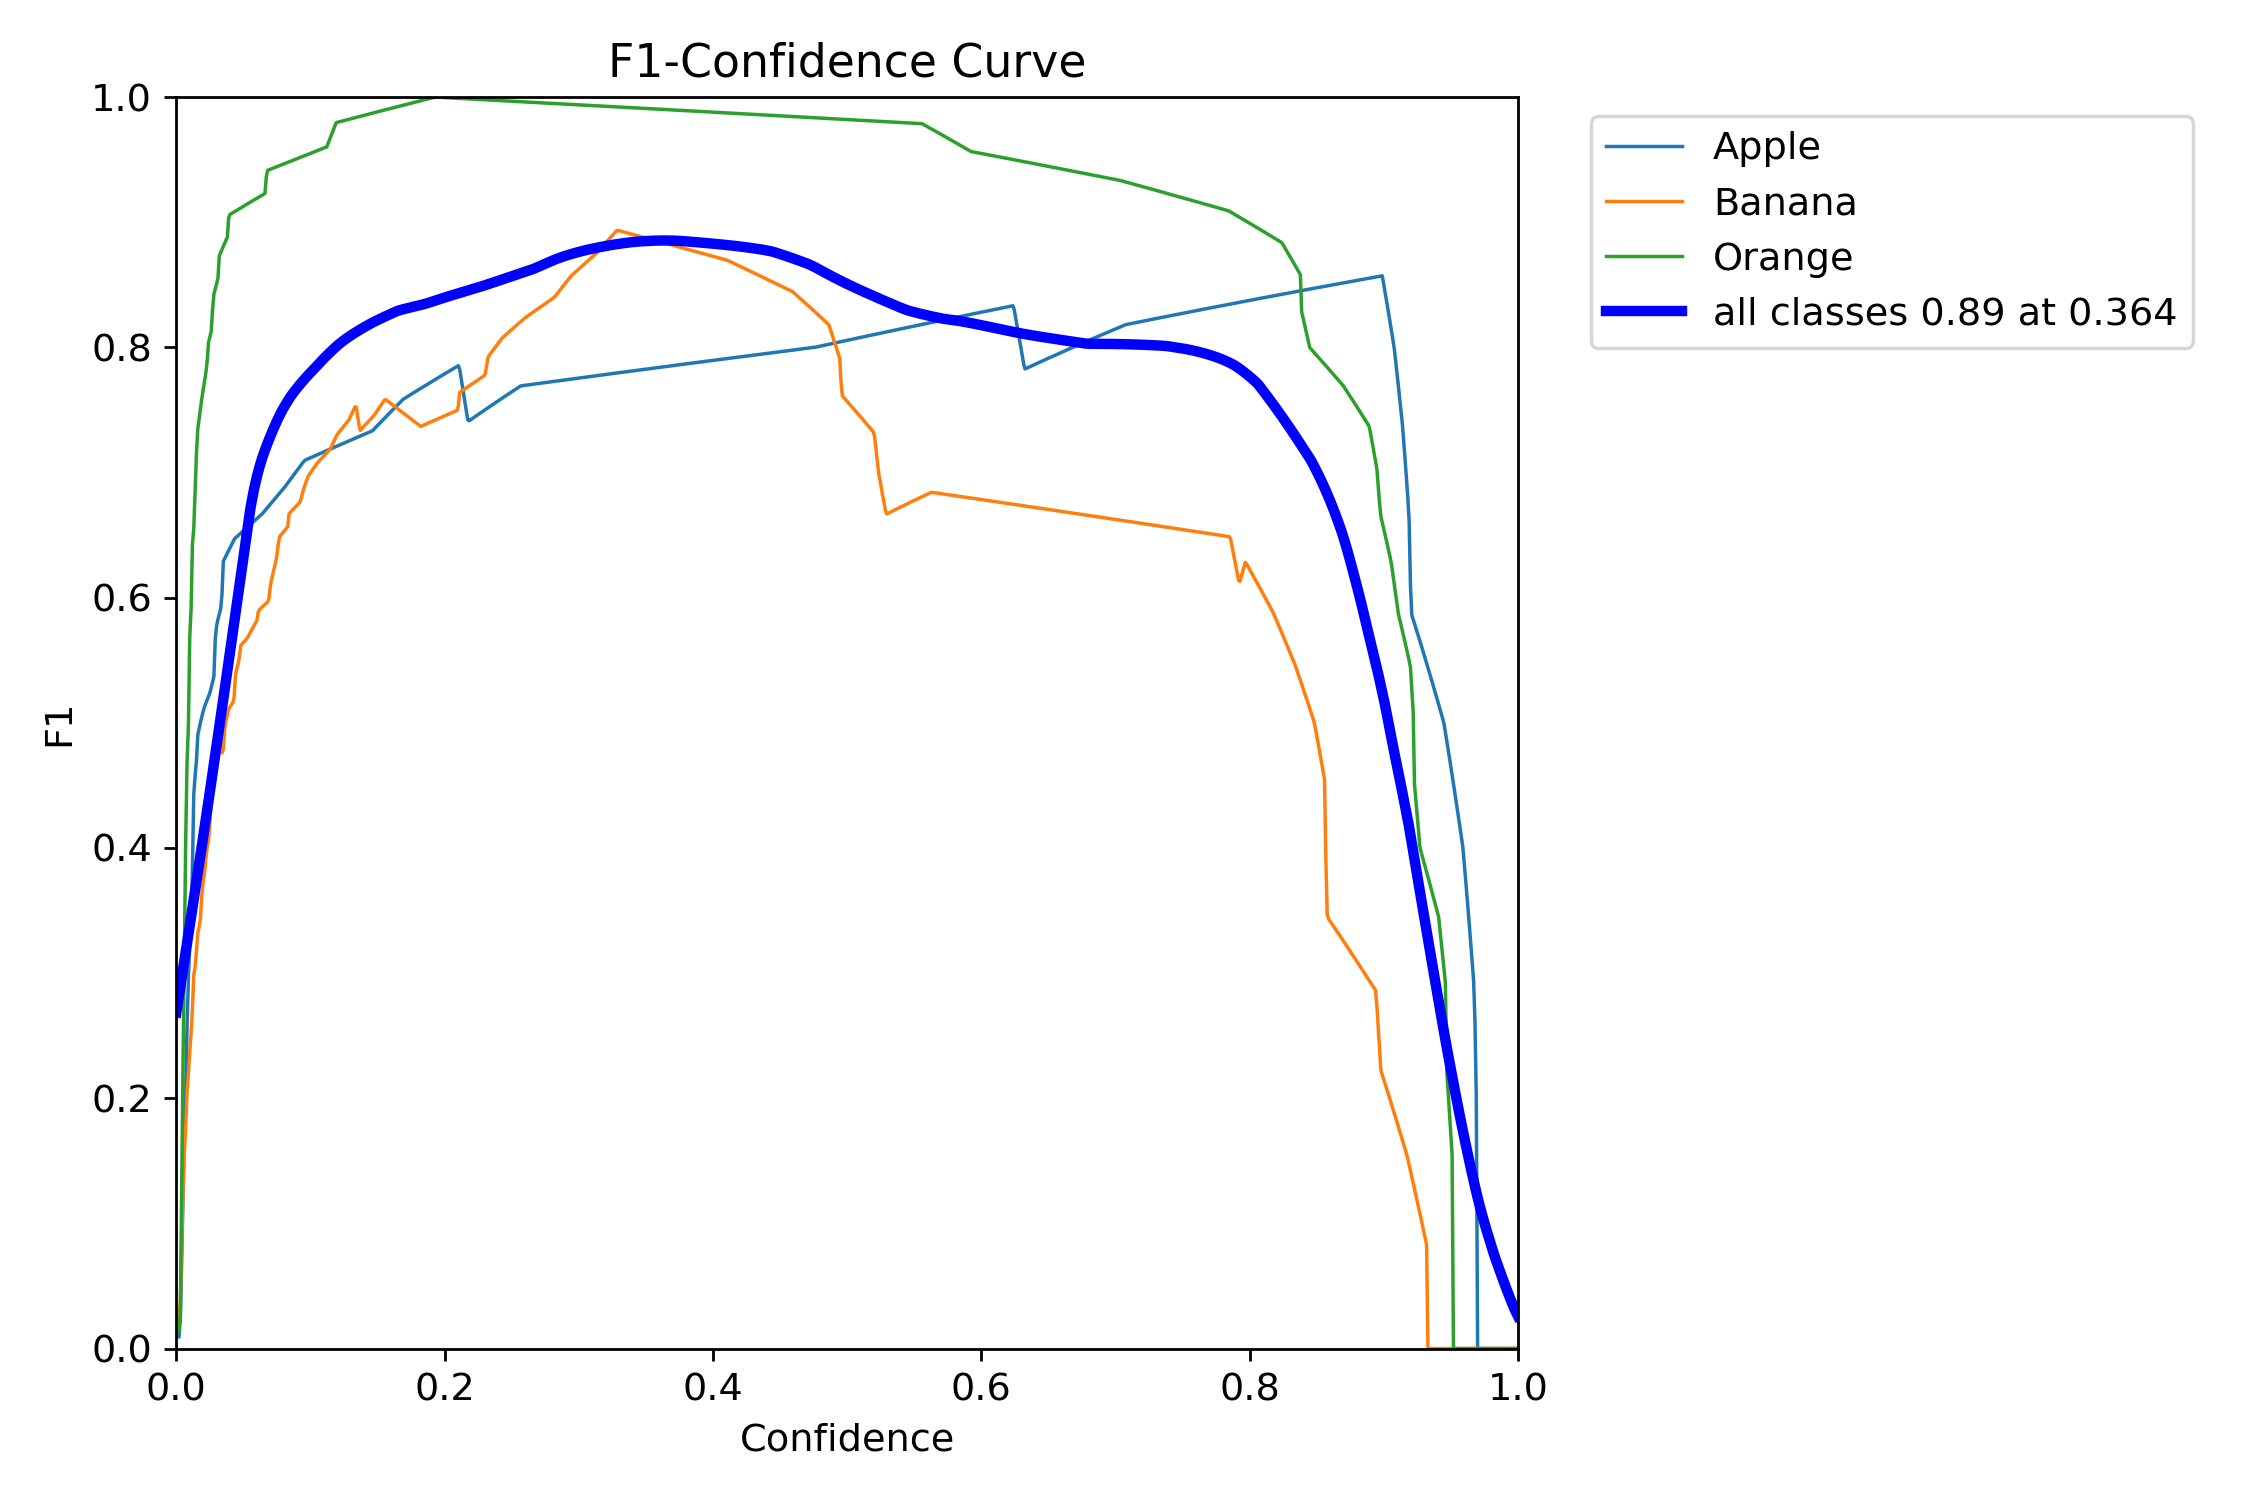 F1-Confidence Curve
1.0
0.8
0.6
0.4
0.2
0.0
F1
0.0 0.2 0.4 0.6 0.8 1.0
Confidence
Apple
Banana
Orange
all classes 0.89 at 0.364